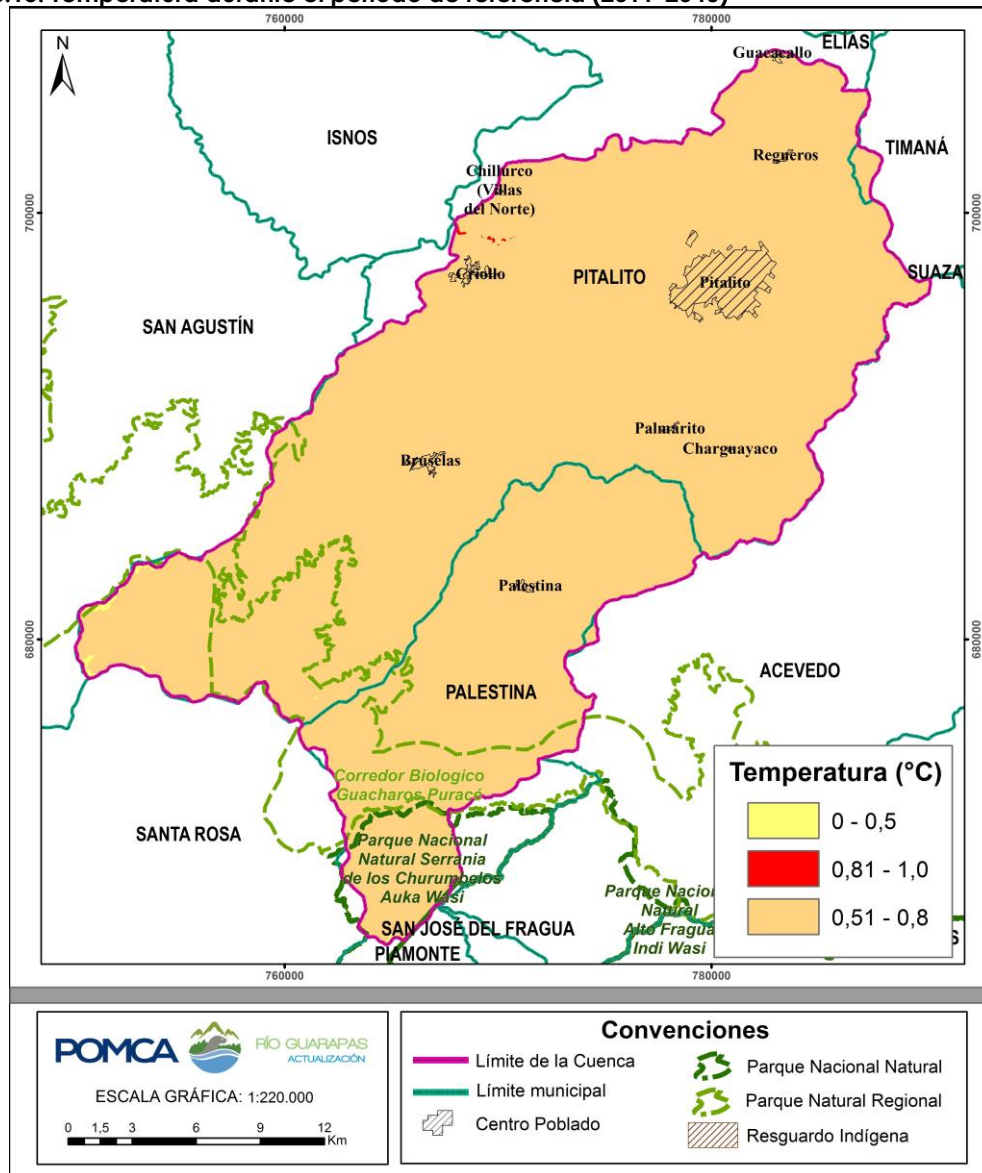 760000
780000
N
ELÍAS
Guacacallo
ISNOS
TIMANÁ
Regueros
Chillurco
(Villas
del Norte)
700000
700000
Criollo
PITALITO
Pitalito
SUAZA
SAN AGUSTÍN
Palmarito
Charguayaco
Bruselas
Palestina
680000
680000
ACEVEDO
PALESTINA
Corredor Biologico
Guacharos Puracé
SANTA ROSA
Parque Nacional
Natural Serrania
de los Churumbelos
Auka Wasi
Parque Nacion
Natural
Alto Fragua
Indi Wasi
SAN JOSÉ DEL FRAGUA
PIAMONTE
S
Temperatura (°C)
0 - 0,5
0,81 - 1,0
0,51 - 0,8
760000
780000
POMCA
RÍO GUARAPAS
ACTUALIZACIÓN
ESCALA GRÁFICA: 1:220.000
0 1,5 3 6 9 12
Km
Convenciones
Límite de la Cuenca
Límite municipal
Centro Poblado
Parque Nacional Natural
Parque Natural Regional
Resguardo Indígena